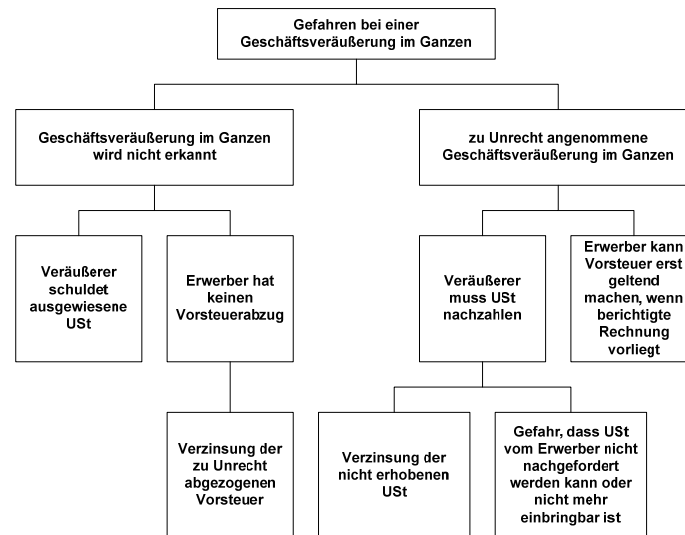 Gefahren bei einer
Geschäftsveräußerung im Ganzen
Geschäftsveräußerung im Ganzen
wird nicht erkannt
zu Unrecht angenommene
Geschäftsveräußerung im Ganzen
Veräußerer
schuldet
ausgewiesene
USt
Erwerber hat
keinen
Vorsteuerabzug
Veräußerer
muss USt
nachzahlen
Erwerber kann
Vorsteuer erst
geltend
machen, wenn
berichtigte
Rechnung
vorliegt
Verzinsung der
zu Unrecht
abgezogenen
Vorsteuer
Verzinsung der
nicht erhobenen
USt
Gefahr, dass USt
vom Erwerber nicht
nachgefordert
werden kann oder
nicht mehr
einbringbar ist